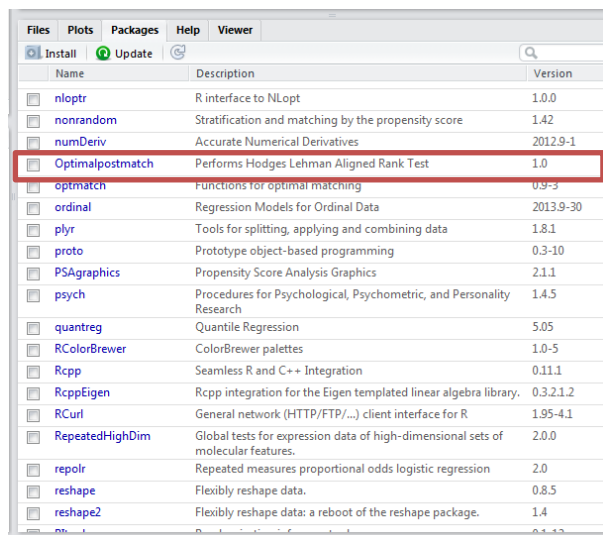 Files Plots Packages Help Viewer
Install Update
Name Description Version
nloptr R interface to NLopt 1.0.0
nonrandom Stratification and matching by the propensity score 1.42
numDeriv Accurate Numerical Derivatives 2012.9-1
Optimalpostmatch Performs Hodges Lehman Aligned Rank Test 1.0
optmatch Functions for optimal matching 0.9-3
ordinal Regression Models for Ordinal Data 2013.9-30
plyr Tools for splitting, applying and combining data 1.8.1
proto Prototype object-based programming 0.3-10
PSAgraphics Propensity Score Analysis Graphics 2.1.1
psych Procedures for Psychological, Psychometric, and Personality 1.4.5
Research
quantreg Quantile Regression 5.05
RColorBrewer ColorBrewer palettes 1.0-5
Rcpp Seamless R and C++ Integration 0.11.1
RcppEigen Rcpp integration for the Eigen templated linear algebra library. 0.3.2.1.2
RCurl General network (HTTP/FTP/...) client interface for R 1.95-4.1
RepeatedHighDim Global tests for expression data of high-dimensional sets of 2.0.0
molecular features.
repolr Repeated measures proportional odds logistic regression 2.0
reshape Flexibly reshape data. 0.8.5
reshape2 Flexibly reshape data: a reboot of the reshape package. 1.4